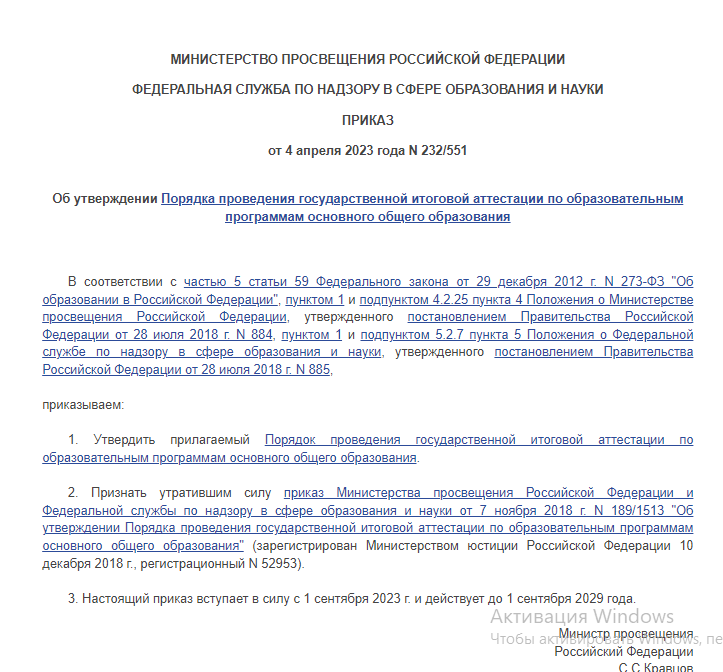 МИНИСТЕРСТВО ПРОСВЕЩЕНИЯ РОССИЙСКОЙ ФЕДЕРАЦИИ
ФЕДЕРАЛЬНАЯ СЛУЖБА ПО НАДЗОРУ В СФЕРЕ ОБРАЗОВАНИЯ И НАУКИ
ПРИКАЗ
от 4 апреля 2023 года N 232/551
Об утверждении Порядка проведения государственной итоговой аттестации по образовательным
программам основного общего образования
В соответствии с частью 5 статьи 59 Федерального закона от 29 декабря 2012 г. N 273-ФЗ "Об
образовании в Российской Федерации", пунктом 1 и подпунктом 4.2.25 пункта 4 Положения о Министерстве
просвещения Российской Федерации, утвержденного постановлением Правительства Российской
Федерации от 28 июля 2018 г. N 884, пунктом 1 и подпунктом 5.2.7 пункта 5 Положения о Федеральной
службе по надзору в сфере образования и науки, утвержденного постановлением Правительства
Российской Федерации от 28 июля 2018 г. N 885,
приказываем:
1. Утвердить прилагаемый Порядок проведения государственной итоговой аттестации по
образовательным программам основного общего образования.
2. Признать утратившим силу приказ Министерства просвещения Российской Федерации и
Федеральной службы по надзору в сфере образования и науки от 7 ноября 2018 г. N 189/1513 "Об
утверждении Порядка проведения государственной итоговой аттестации по образовательным программам
основного общего образования" (зарегистрирован Министерством юстиции Российской Федерации 10
декабря 2018 г., регистрационный N 52953).
3. Настоящий приказ вступает в силу с 1 сентября 2023 г. и действует до 1 сентября 2029 года.
Активация Windows
Чтобы активировать Windows, пе
Министр просвещения
Российский Федерации
С.С.Кравцов